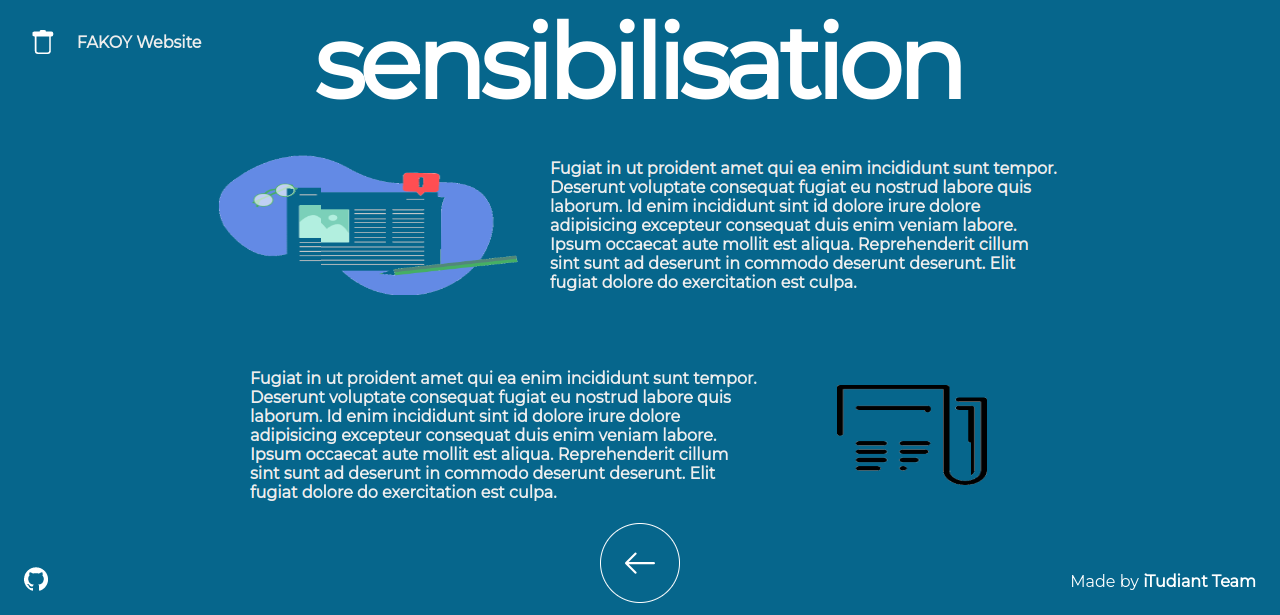 FAKOY Website
sensibilisation
Fugiat in ut proident amet qui ea enim incididunt sunt tempor.
Deserunt voluptate consequat fugiat eu nostrud labore quis
laborum. Id enim incididunt sint id dolore irure dolore
adipisicing excepteur consequat duis enim veniam labore.
Ipsum occaecat aute mollit est aliqua. Reprehenderit cillum
sint sunt ad deserunt in commodo deserunt deserunt. Elit
fugiat dolore do exercitation est culpa.
Fugiat in ut proident amet qui ea enim incididunt sunt tempor.
Deserunt voluptate consequat fugiat eu nostrud labore quis
laborum. Id enim incididunt sint id dolore irure dolore
adipisicing excepteur consequat duis enim veniam labore.
Ipsum occaecat aute mollit est aliqua. Reprehenderit cillum
sint sunt ad deserunt in commodo deserunt deserunt. Elit
fugiat dolore do exercitation est culpa.
Made by iTudiant Team